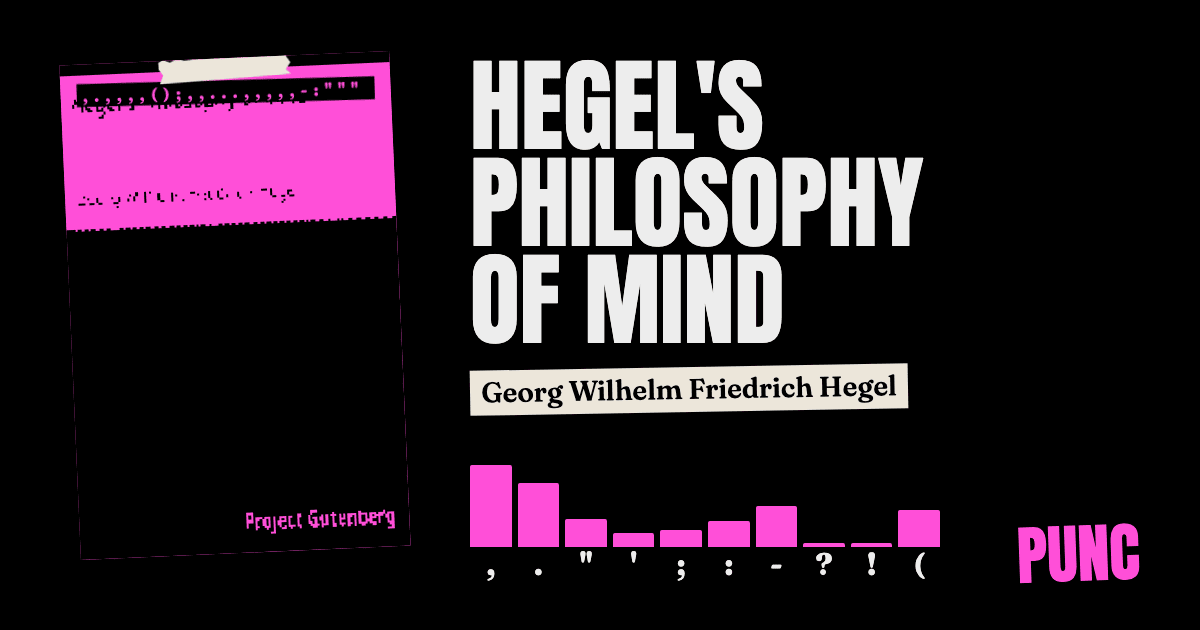 ,.,,,,();,,..,,,,,-:"""
Project Gutenberg
HEGEL'S
PHILOSOPHY
OF MIND
Georg Wilhelm Friedrich Hegel
, . " ' ; : - ? ! (
PUNC